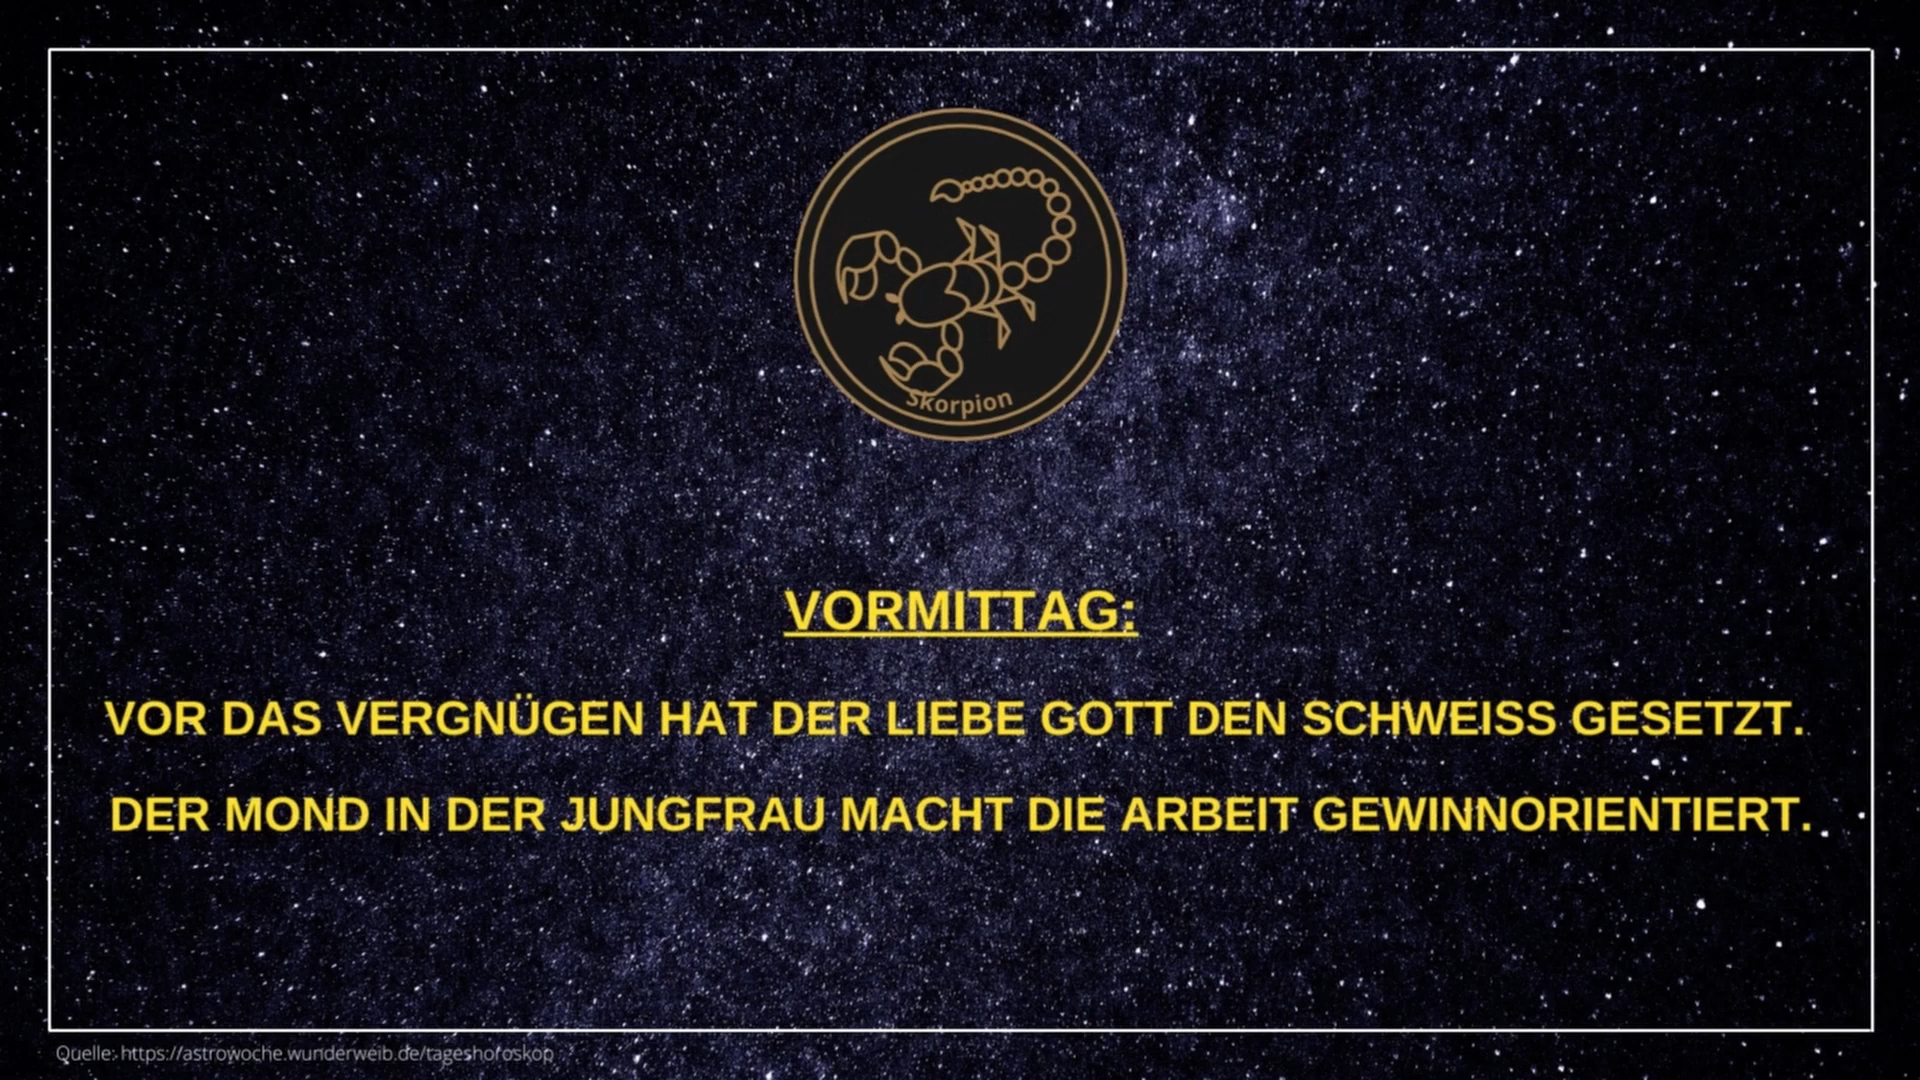 Skorpion
VORMITTAG:
VOR DAS VERGNÜGEN HAT DER LIEBE GOTT DEN SCHWEISS GESETZT.
DER MOND IN DER JUNGFRAU MACHT DIE ARBEIT GEWINNORIENTIERT.
Quelle: https://astrowoche.wunderweib.de/tageshoroskop